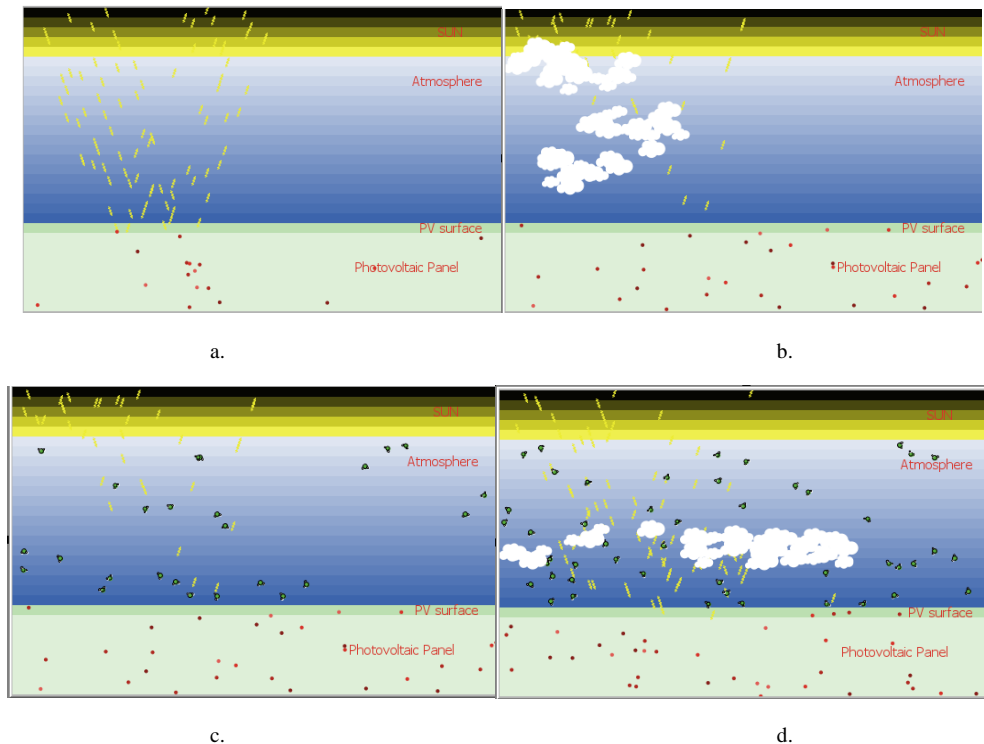 SUN
Atmosphere
PV surface
Photovoltaic Panel
a.
SUN
Atmosphere
PV surface
Photovoltaic Panel
b.
SUN
Atmosphere
PV surface
Photovoltaic Panel
c.
SUN
Atmosphere
PV surface
Photovoltaic Panel
d.